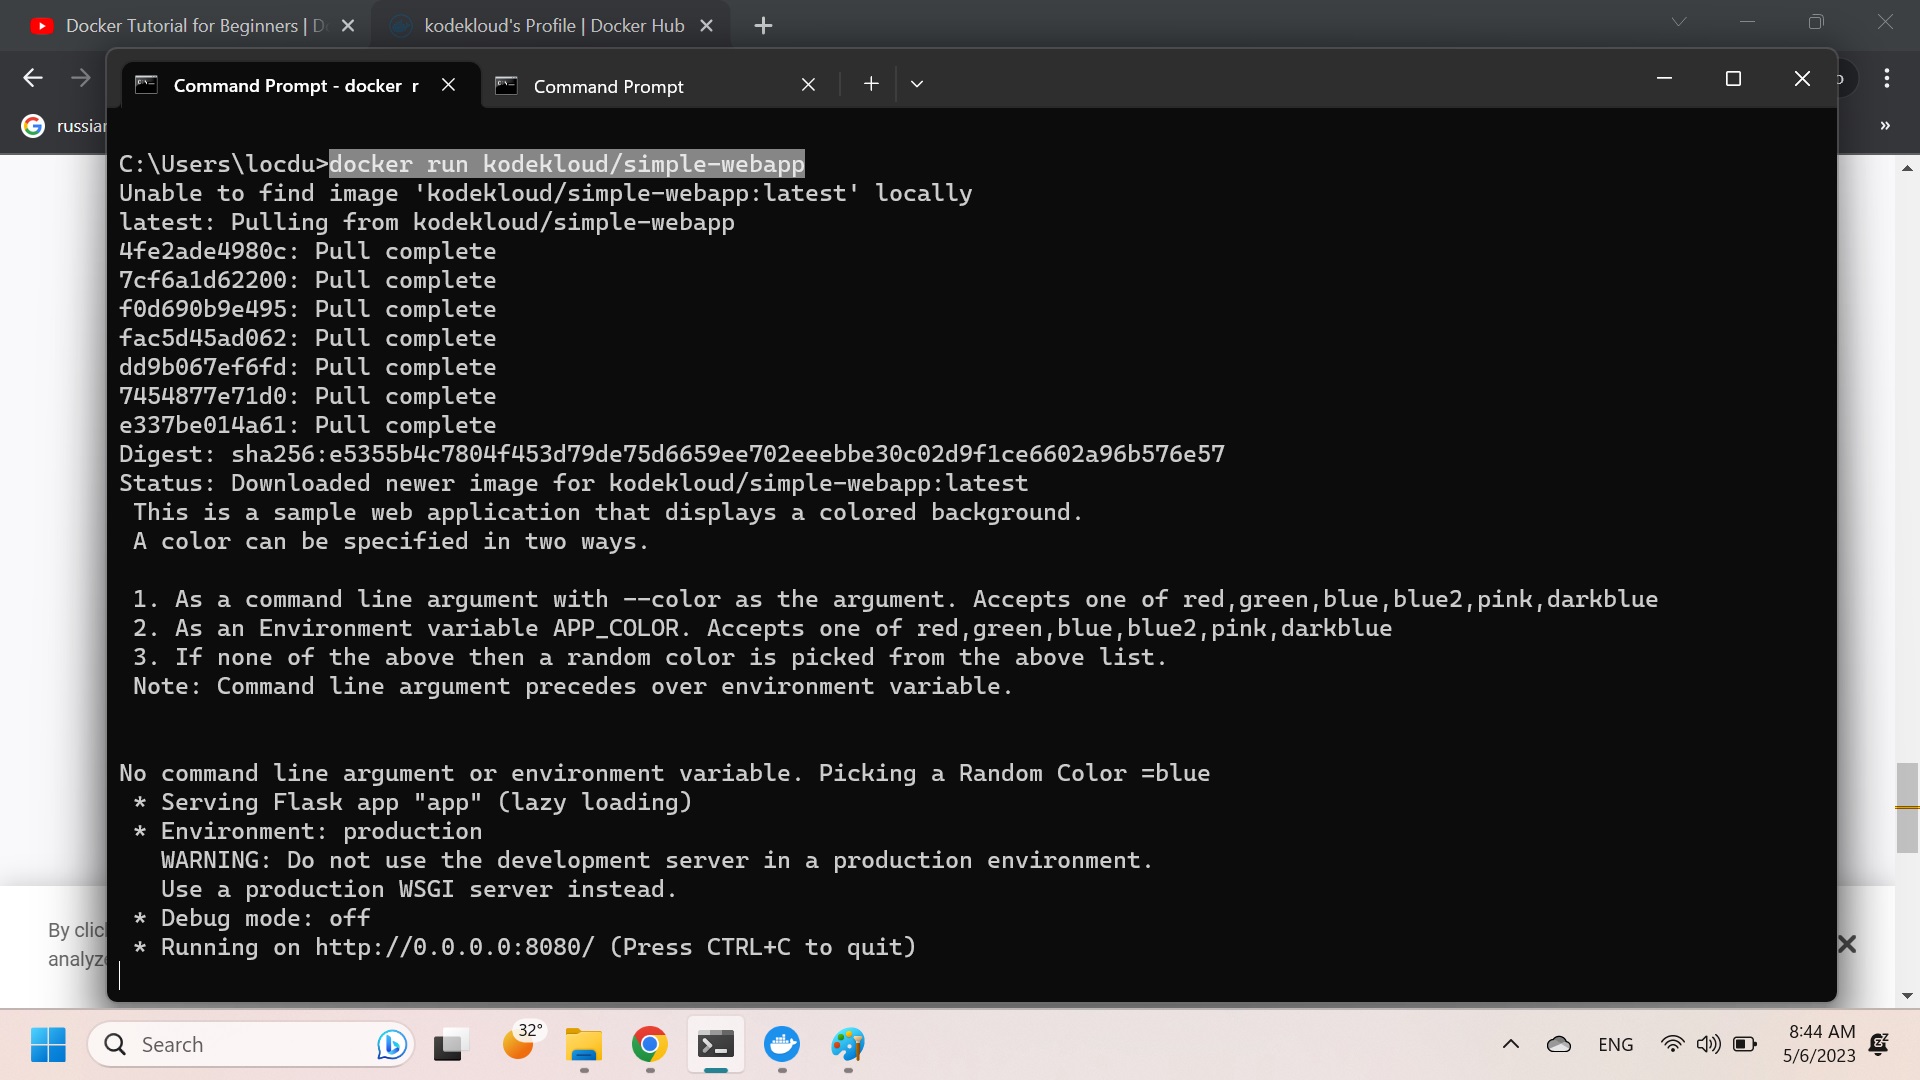 Docker Tutorial for Beginners | D
kodekloud's Profile | Docker Hub
Command Prompt - docker r
Command Prompt
russian
C:\Users\locdu>docker run kodekloud/simple-webapp
Unable to find image 'kodekloud/simple-webapp:latest' locally
latest: Pulling from kodekloud/simple-webapp
4fe2ade4980c: Pull complete
7cf6a1d62200: Pull complete
f0d690b9e495: Pull complete
fac5d45ad062: Pull complete
dd9b067ef6fd: Pull complete
7454877e71d0: Pull complete
e337be014a61: Pull complete
Digest: sha256:e5355b4c7804f453d79de75d6659ee702eeebbe30c02d9f1ce6602a96b576e57
Status: Downloaded newer image for kodekloud/simple-webapp:latest
This is a sample web application that displays a colored background.
A color can be specified in two ways.
1. As a command line argument with --color as the argument. Accepts one of red,green,blue,blue2,pink,darkblue
2. As an Environment variable APP_COLOR. Accepts one of red,green,blue,blue2,pink,darkblue
3. If none of the above then a random color is picked from the above list.
Note: Command line argument precedes over environment variable.
No command line argument or environment variable. Picking a Random Color =blue
* Serving Flask app "app" (lazy loading)
* Environment: production
WARNING: Do not use the development server in a production environment.
Use a production WSGI server instead.
* Debug mode: off
* Running on http://0.0.0.0:8080/ (Press CTRL+C to quit)
By clic
analyze
Search
32°
ENG
8:44 AM
5/6/2023